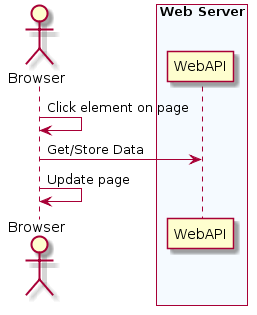 Web Server
Browser
WebAPI
Click element on page
Get/Store Data
Update page
Browser
WebAPI